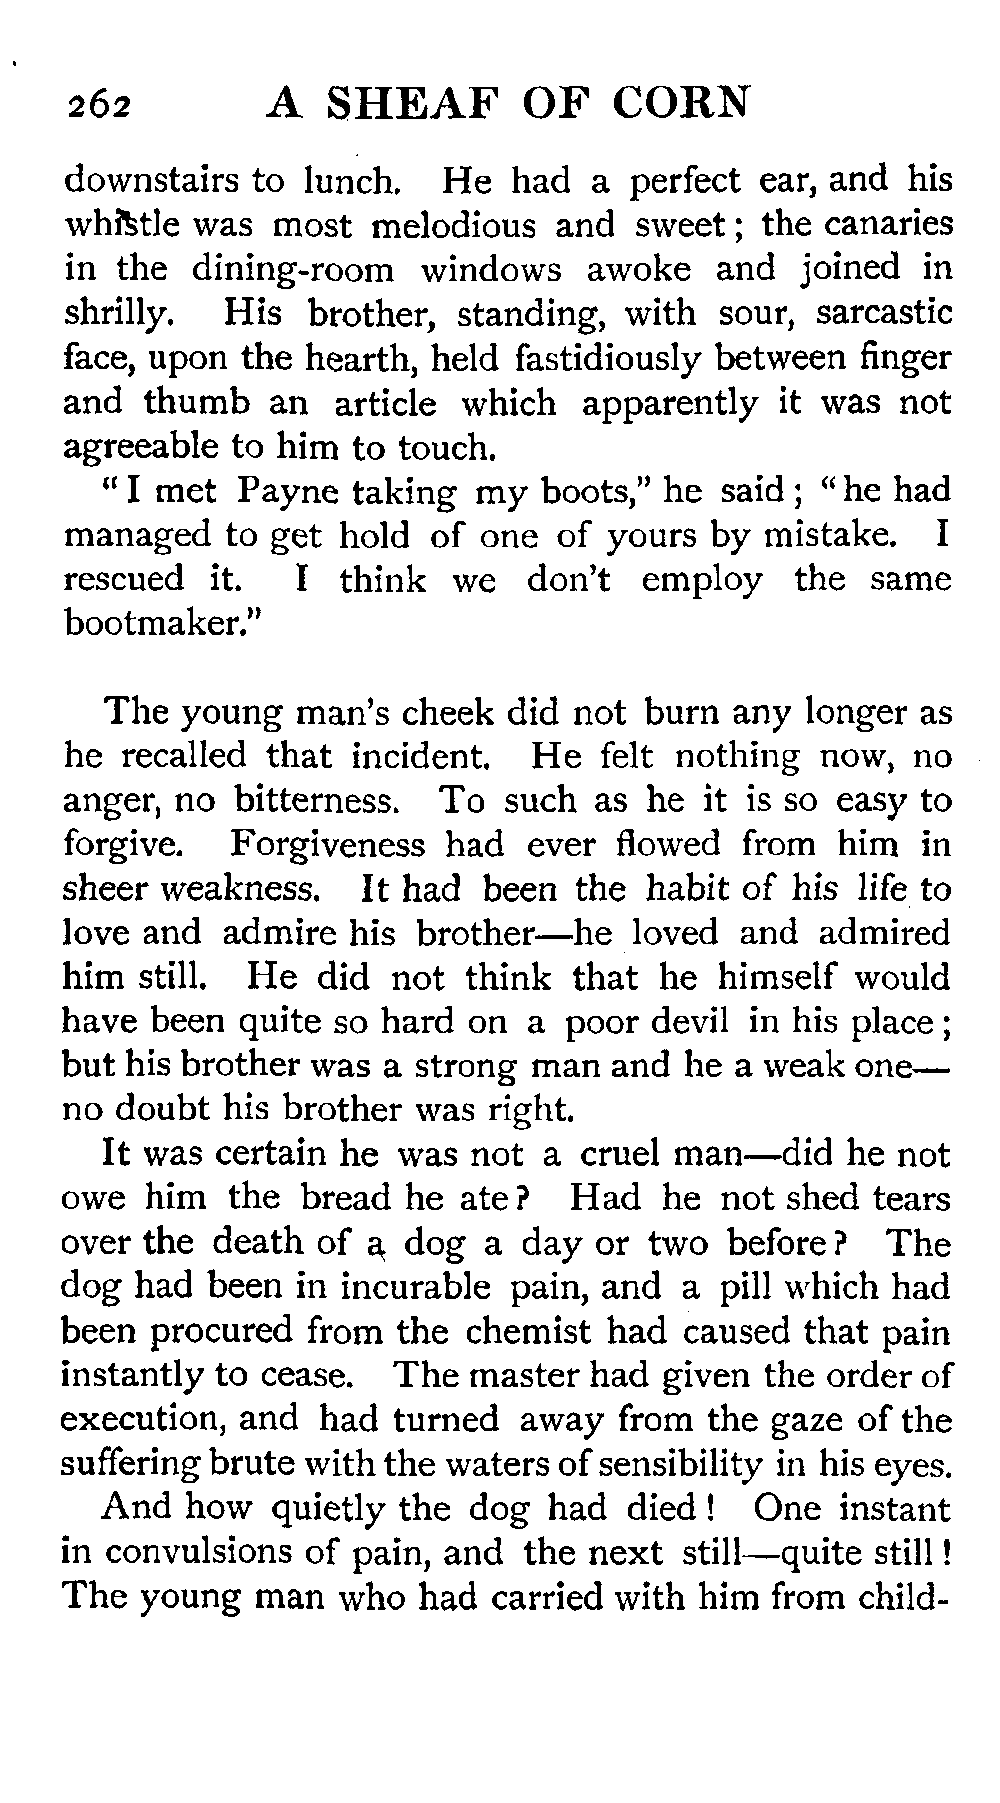 262 A SHEAF OF CORN
downstairs to lunch. He had a perfect ear, and his
whistle was most melodious and sweet; the canaries
in the dining-room windows awoke and joined in
shrilly. His brother, standing, with sour, sarcastic
face, upon the hearth, held fastidiously between finger
and thumb an article which apparently it was not
agreeable to him to touch.
"I met Payne taking my boots," he said; "he had
managed to get hold of one of yours by mistake. I
rescued it. I think we don't employ the same
bootmaker."
The young man's cheek did not burn any longer as
he recalled that incident. He felt nothing now, no
anger, no bitterness. To such as he it is so easy to
forgive. Forgiveness had ever flowed from him in
sheer weakness. It had been the habit of his life to
love and admire his brother—he loved and admired
him still. He did not think that he himself would
have been quite so hard on a poor devil in his place;
but his brother was a strong man and he a weak one—
no doubt his brother was right.
It was certain he was not a cruel man—did he not
owe him the bread he ate? Had he not shed tears
over the death of a dog a day or two before? The
dog had been in incurable pain, and a pill which had
been procured from the chemist had caused that pain
instantly to cease. The master had given the order of
execution, and had turned away from the gaze of the
suffering brute with the waters of sensibility in his eyes.
And how quietly the dog had died! One instant
in convulsions of pain, and the next still—quite still!
The young man who had carried with him from child-